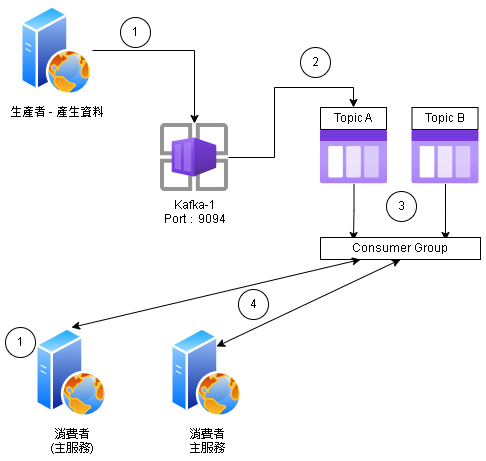 1
2
生產者 - 產生資料
Topic A
Topic B
Kafka-1
Port : 9094
3
Consumer Group
4
1
消費者
(主服務)
消費者
主服務